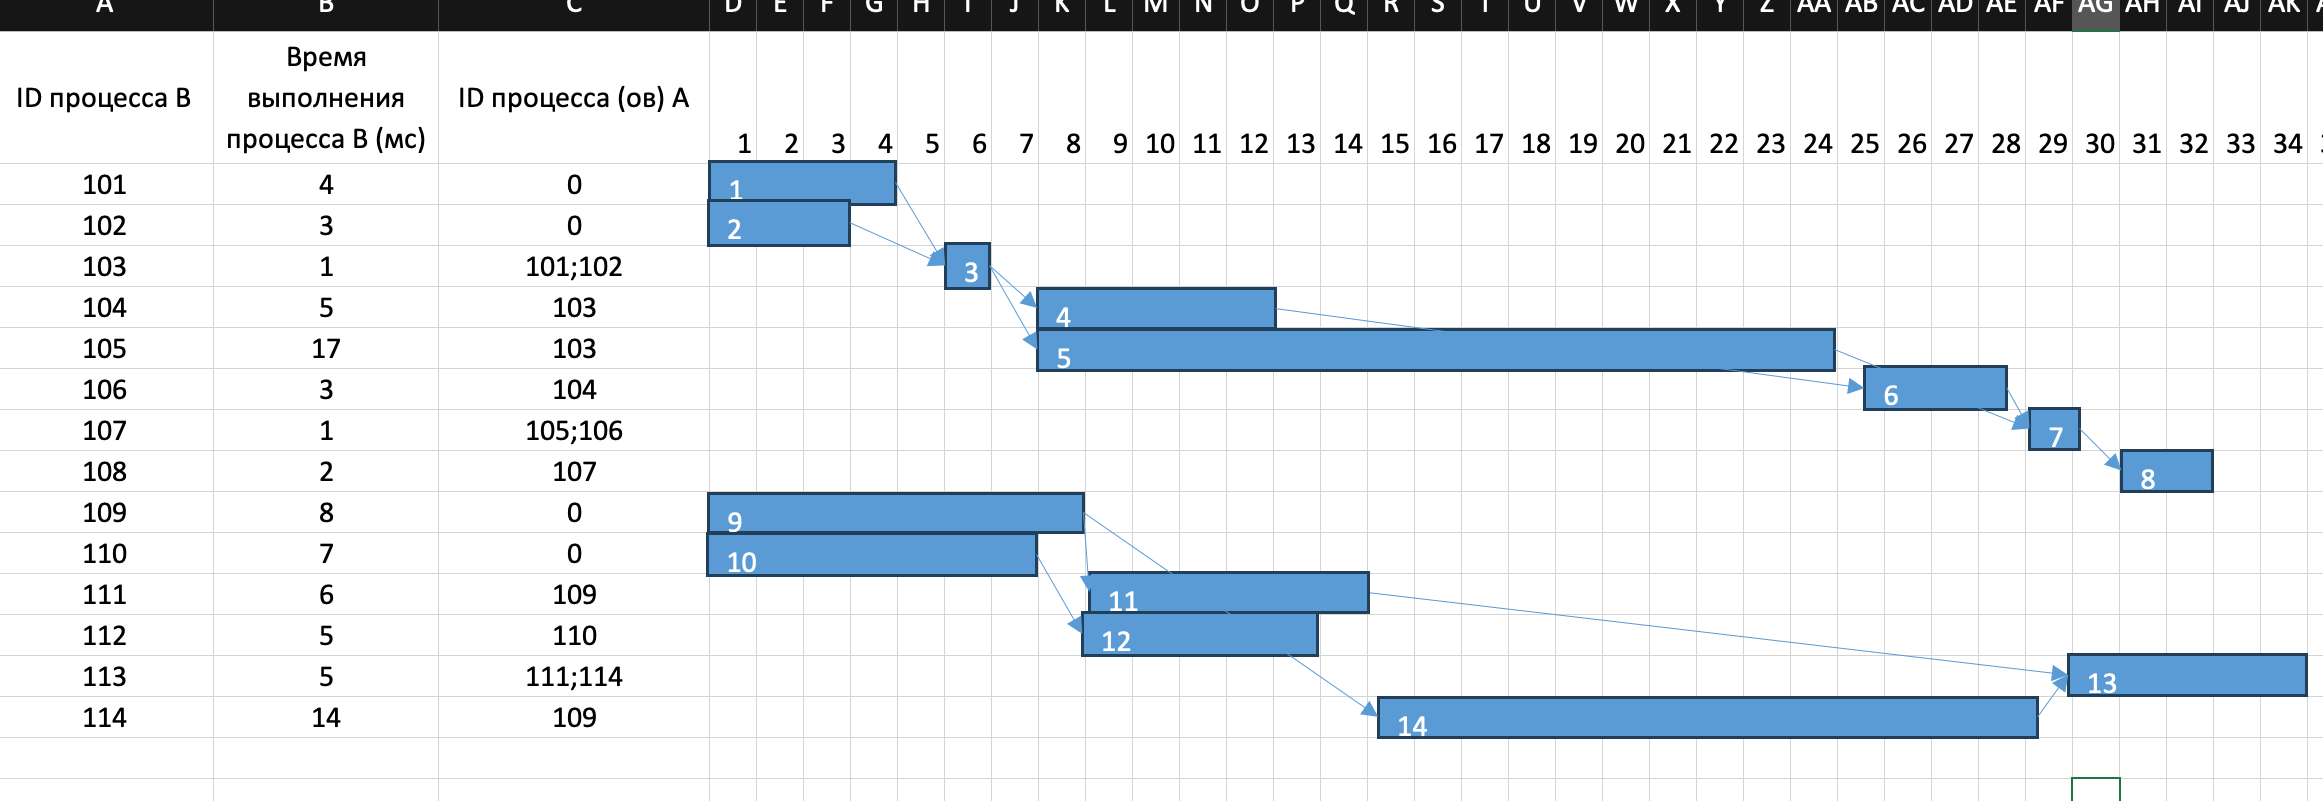 A B C D E F G H I J K L M N O P Q R S T U V W X Y Z AA AB AC AD AE AF AG AH AI AJ AK
ID процесса B Время выполнения процесса B (мс) ID процесса (ов) A 1 2 3 4 5 6 7 8 9 10 11 12 13 14 15 16 17 18 19 20 21 22 23 24 25 26 27 28 29 30 31 32 33 34
101 4 0 1
102 3 0 2
103 1 101;102 3
104 5 103 4
105 17 103 5
106 3 104 6
107 1 105;106 7
108 2 107 8
109 8 0 9
110 7 0 10
111 6 109 11
112 5 110 12
113 5 111;114 13
114 14 109 14